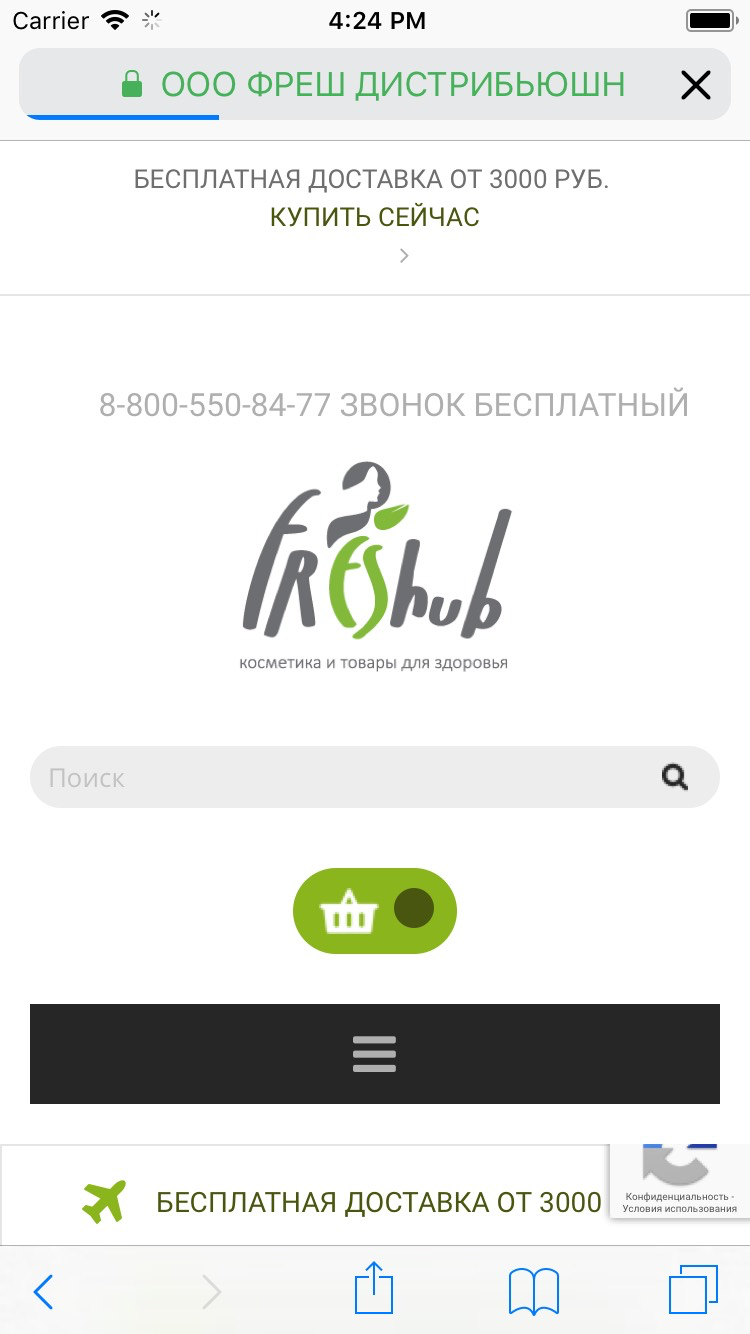 Carrier 4:24 PM
ООО ФРЕШ ДИСТРИБЬЮШН
БЕСПЛАТНАЯ ДОСТАВКА ОТ 3000 РУБ.
КУПИТЬ СЕЙЧАС
8-800-550-84-77 ЗВОНОК БЕСПЛАТНЫЙ
FREShub
косметика и товары для здоровья
Поиск
БЕСПЛАТНАЯ ДОСТАВКА ОТ 3000
Конфиденциальность -
Условия использования